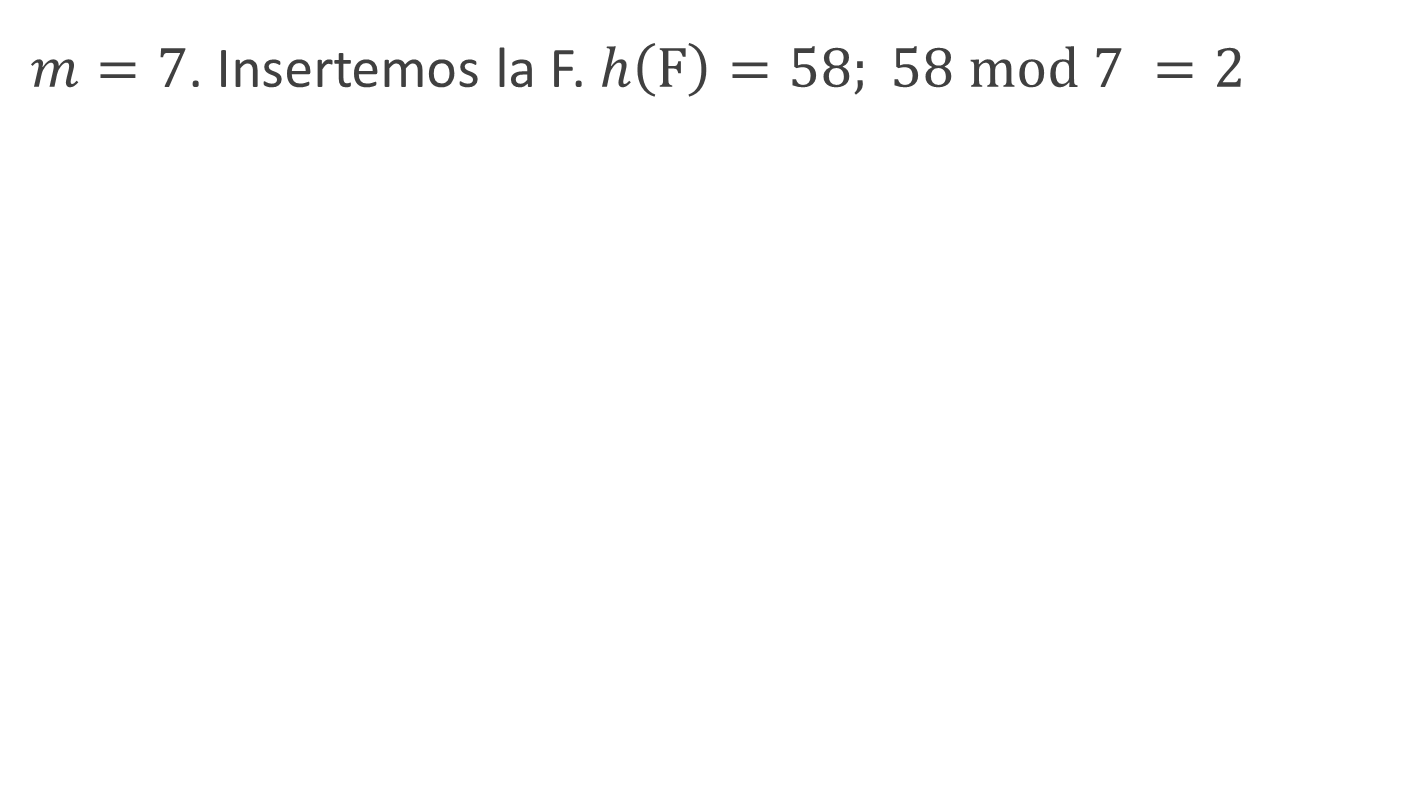 𝑚 = 7. Insertemos la F. ℎ(F) = 58; 58 mod 7 = 2